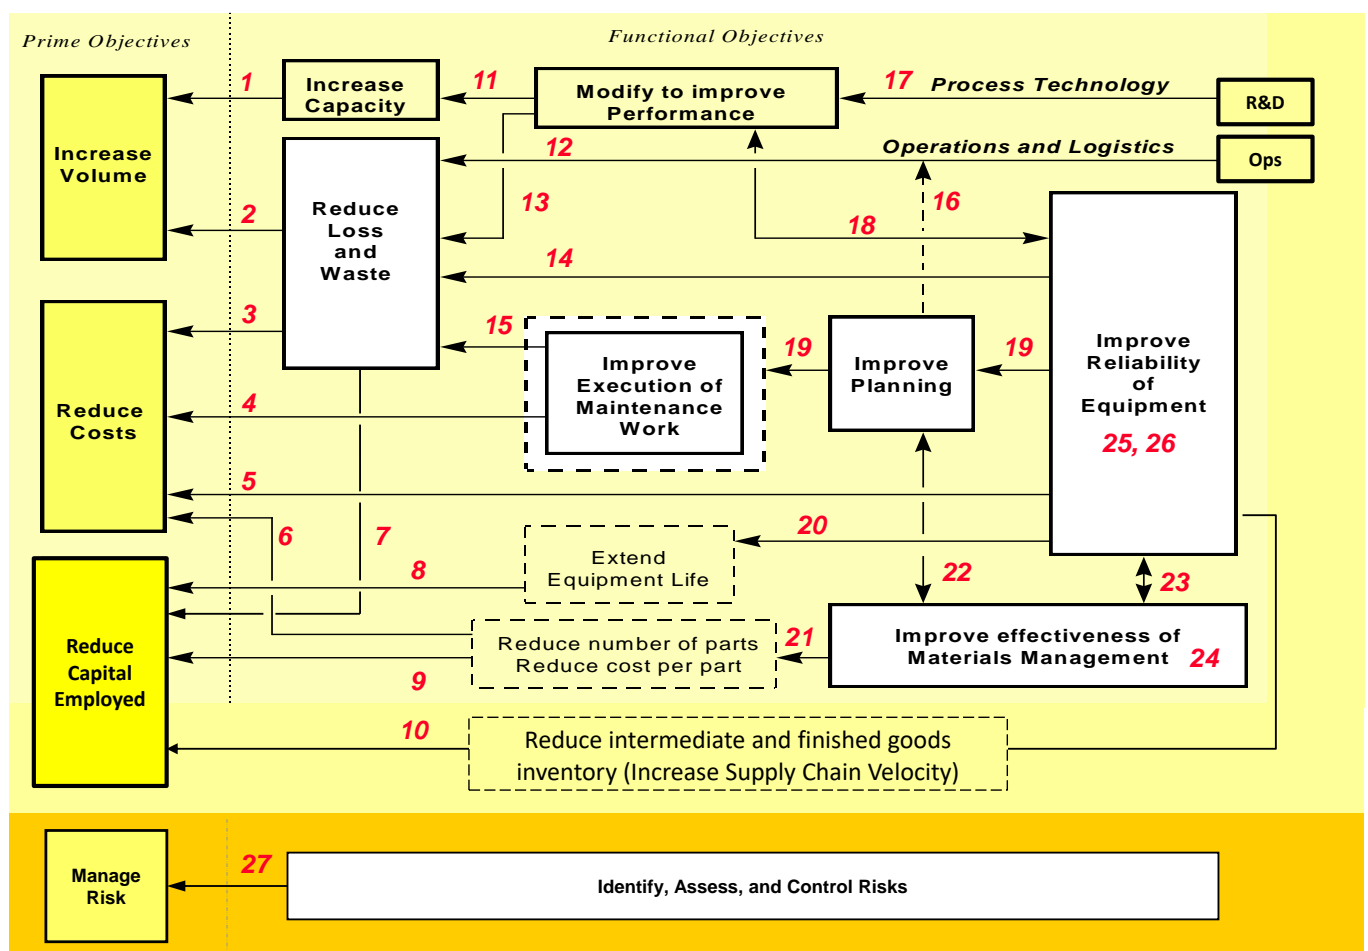 Prime Objectives
Functional Objectives
Increase
Volume
1
Increase
Capacity
11
Modify to improve
Performance
17
Process Technology
R&D
12
Operations and Logistics
Ops
2
Reduce
Loss
and
Waste
13
16
18
14
3
15
Improve
Execution of
Maintenance
Work
19
Improve
Planning
19
Improve
Reliability
of
Equipment
25, 26
Reduce
Costs
4
5
6
7
20
8
Extend
Equipment Life
22
23
Reduce
Capital
Employed
Reduce number of parts
Reduce cost per part
21
Improve effectiveness of
Materials Management
24
9
10
Reduce intermediate and finished goods
inventory (Increase Supply Chain Velocity)
Manage
Risk
27
Identify, Assess, and Control Risks